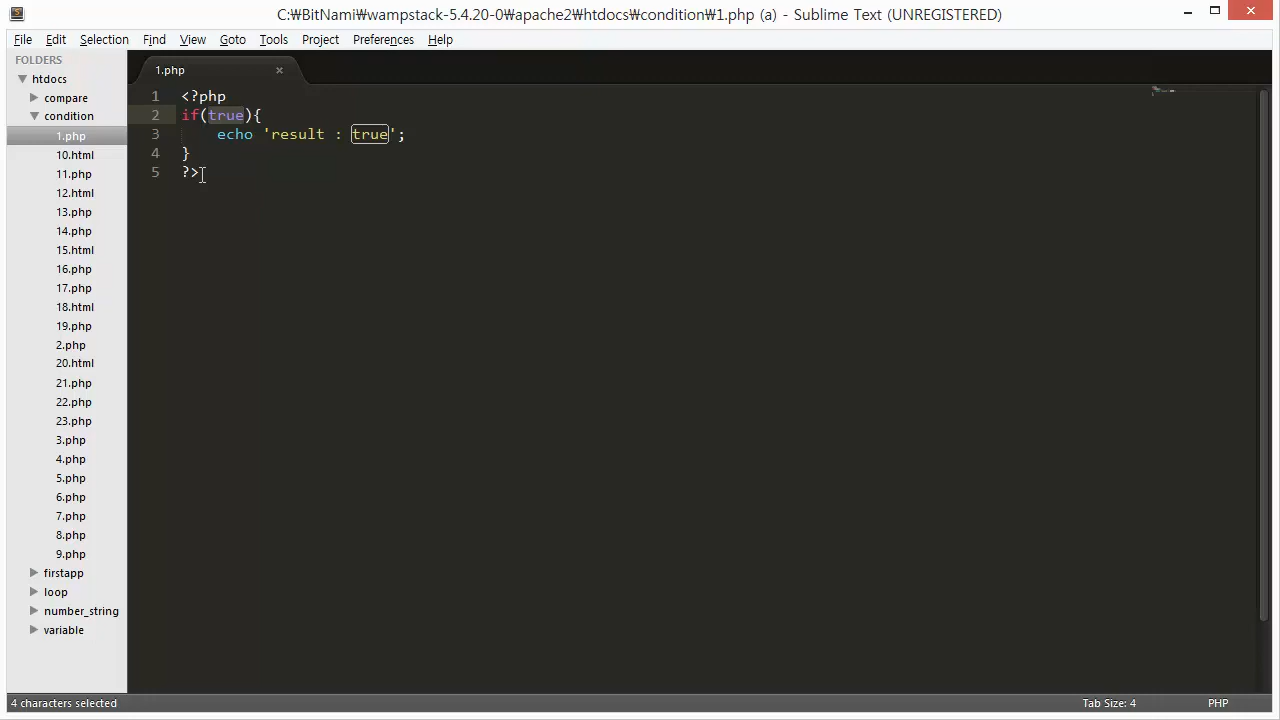 C:₩BitNami₩wampstack-5.4.20-0₩apache2₩htdocs₩condition₩1.php (a) - Sublime Text (UNREGISTERED)
File Edit Selection Find View Goto Tools Project Preferences Help
FOLDERS
htdocs
compare
condition
1.php
10.html
11.php
12.html
13.php
14.php
15.html
16.php
17.php
18.html
19.php
2.php
20.html
21.php
22.php
23.php
3.php
4.php
5.php
6.php
7.php
8.php
9.php
firstapp
loop
number_string
variable
1.php ×
1 <?php
2 if(true){
3     echo 'result : true';
4 }
5 ?>
4 characters selected Tab Size: 4 PHP